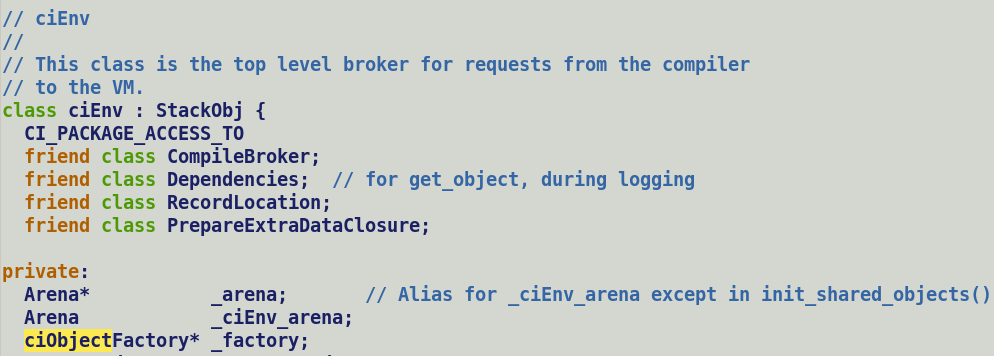 // ciEnv
//
// This class is the top level broker for requests from the compiler
// to the VM.
class ciEnv : StackObj {
  CI_PACKAGE_ACCESS_TO
  friend class CompileBroker;
  friend class Dependencies;  // for get_object, during logging
  friend class RecordLocation;
  friend class PrepareExtraDataClosure;

private:
  Arena*           _arena;       // Alias for _ciEnv_arena except in init_shared_objects()
  Arena            _ciEnv_arena;
  ciObjectFactory* _factory;